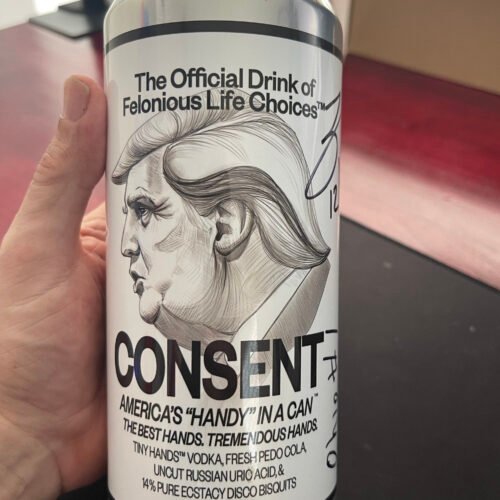 The Official Drink of
Felonious Life Choices™
12
CONSENT
AMERICA'S "HANDY" IN A CAN™
THE BEST HANDS. TREMENDOUS HANDS.
TINY HANDS™ VODKA, FRESH PEDO COLA,
UNCUT RUSSIAN URIC ACID, &
14% PURE ECSTACY DISCO BISQUITS